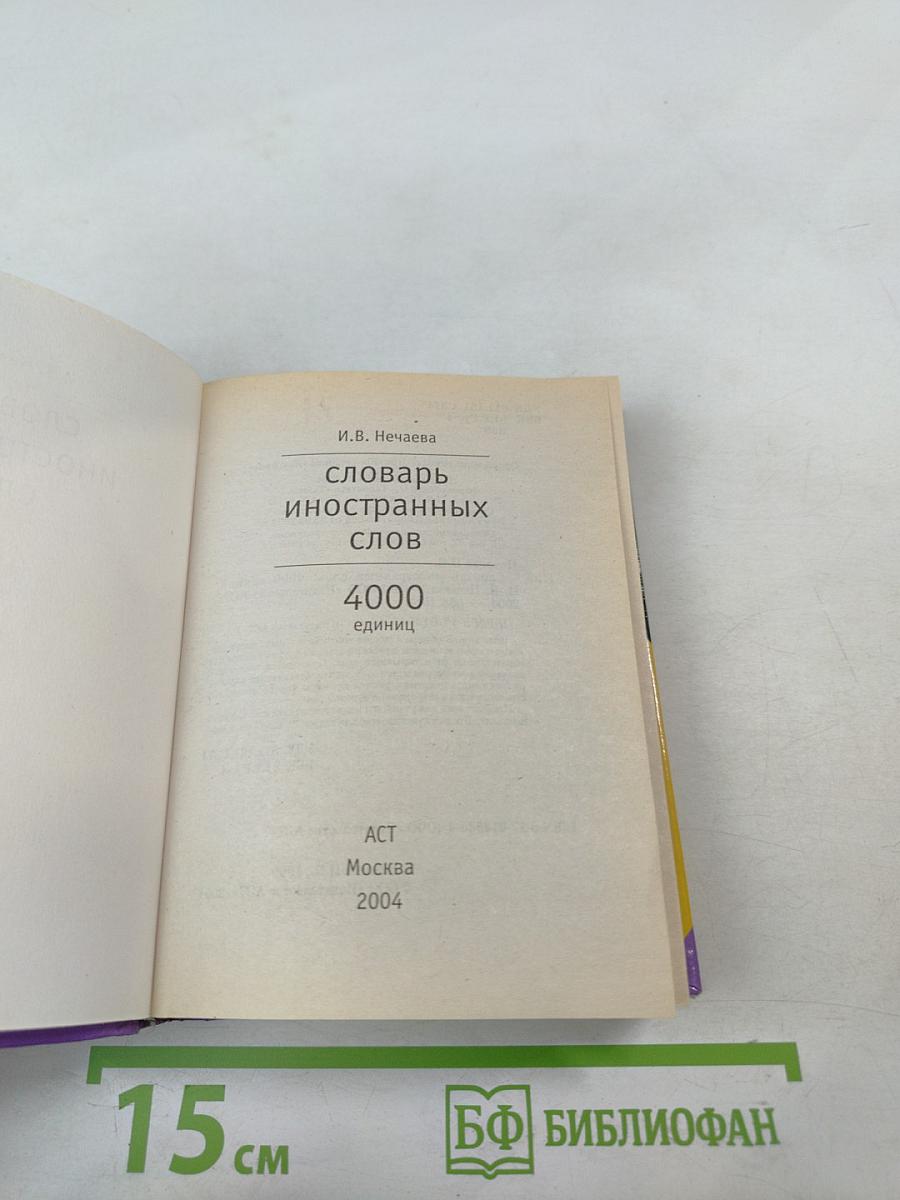 И.В. Нечаева
словарь
иностранных
слов
4000
единиц
АСТ
Москва
2004
15 см
БФ БИБЛИОФАН